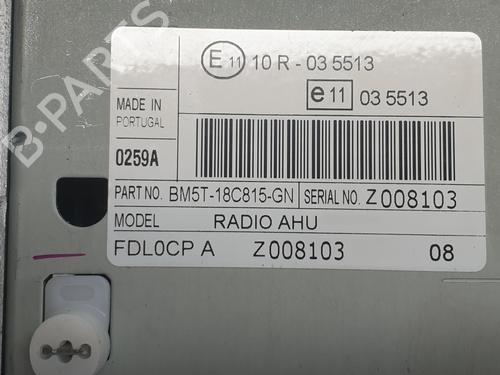 E 11 10 R - 03 5513
e 11 03 5513
MADE IN
PORTUGAL
0259A
PART NO. BM5T-18C815-GN SERIAL NO. Z008103
MODEL RADIO AHU
FDL0CP A Z008103 08
B-PARTS